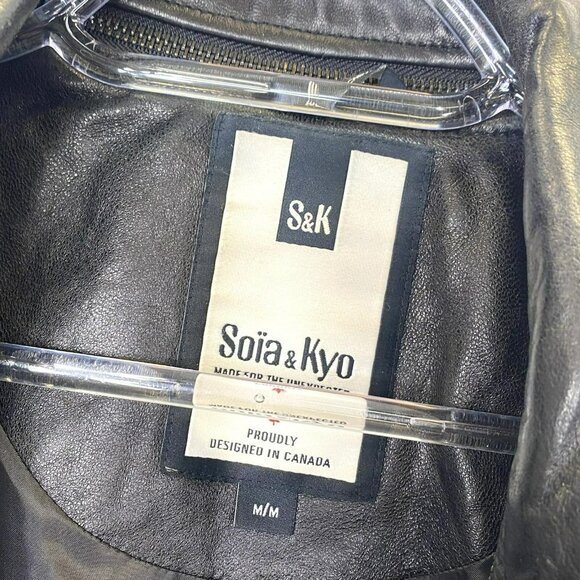 S&K
Soïa & Kyo
MADE FOR THE UNEXPECTED
PROUDLY
DESIGNED IN CANADA
M/M